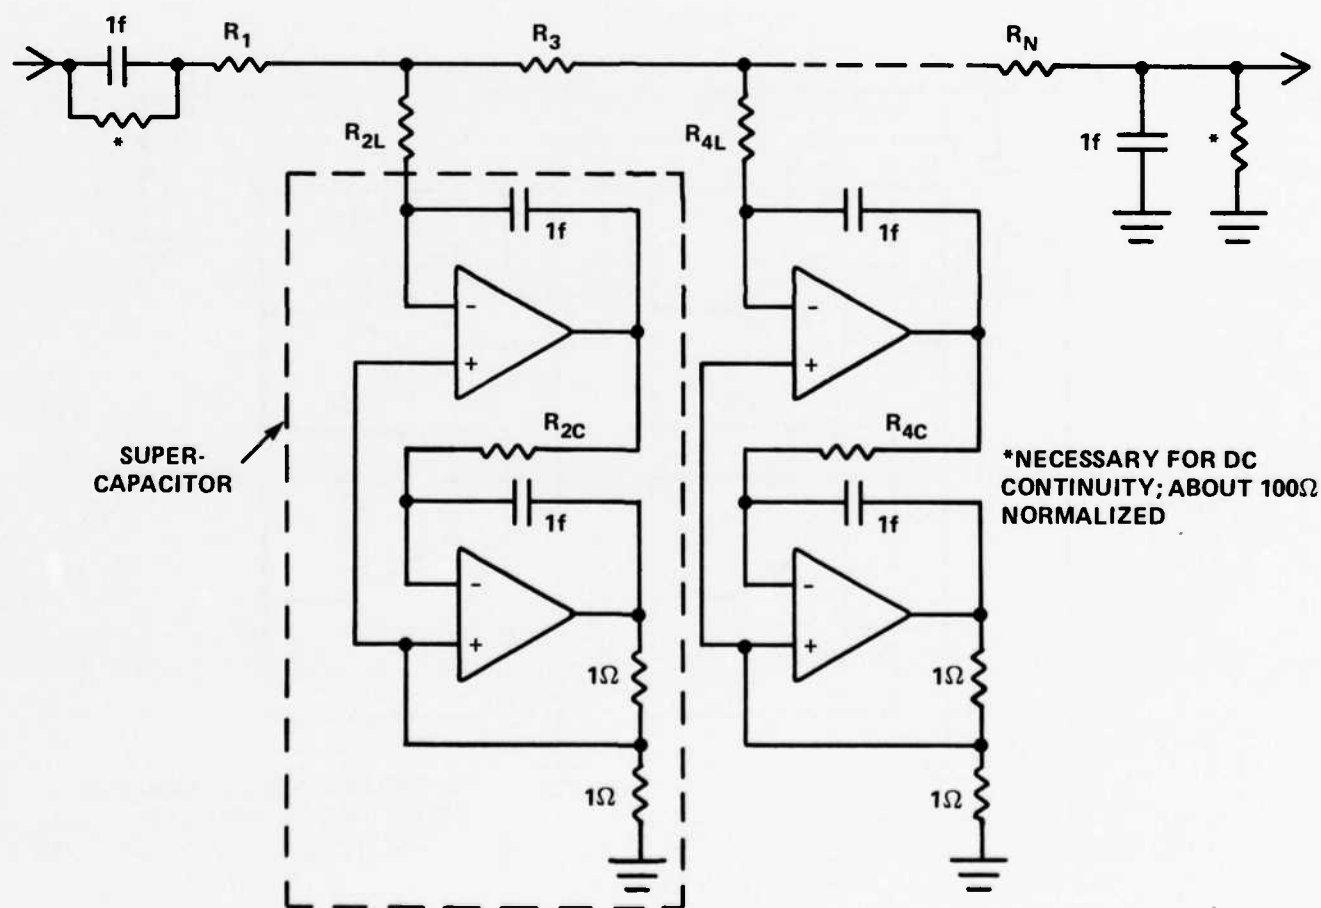 1f
R1
R3
RN
*
R2L
R4L
1f
*
1f
1f
-
-
+
+
R2C
R4C
SUPER-
CAPACITOR
*NECESSARY FOR DC
CONTINUITY; ABOUT 100Ω
NORMALIZED
1f
1f
-
-
+
+
1Ω
1Ω
1Ω
1Ω